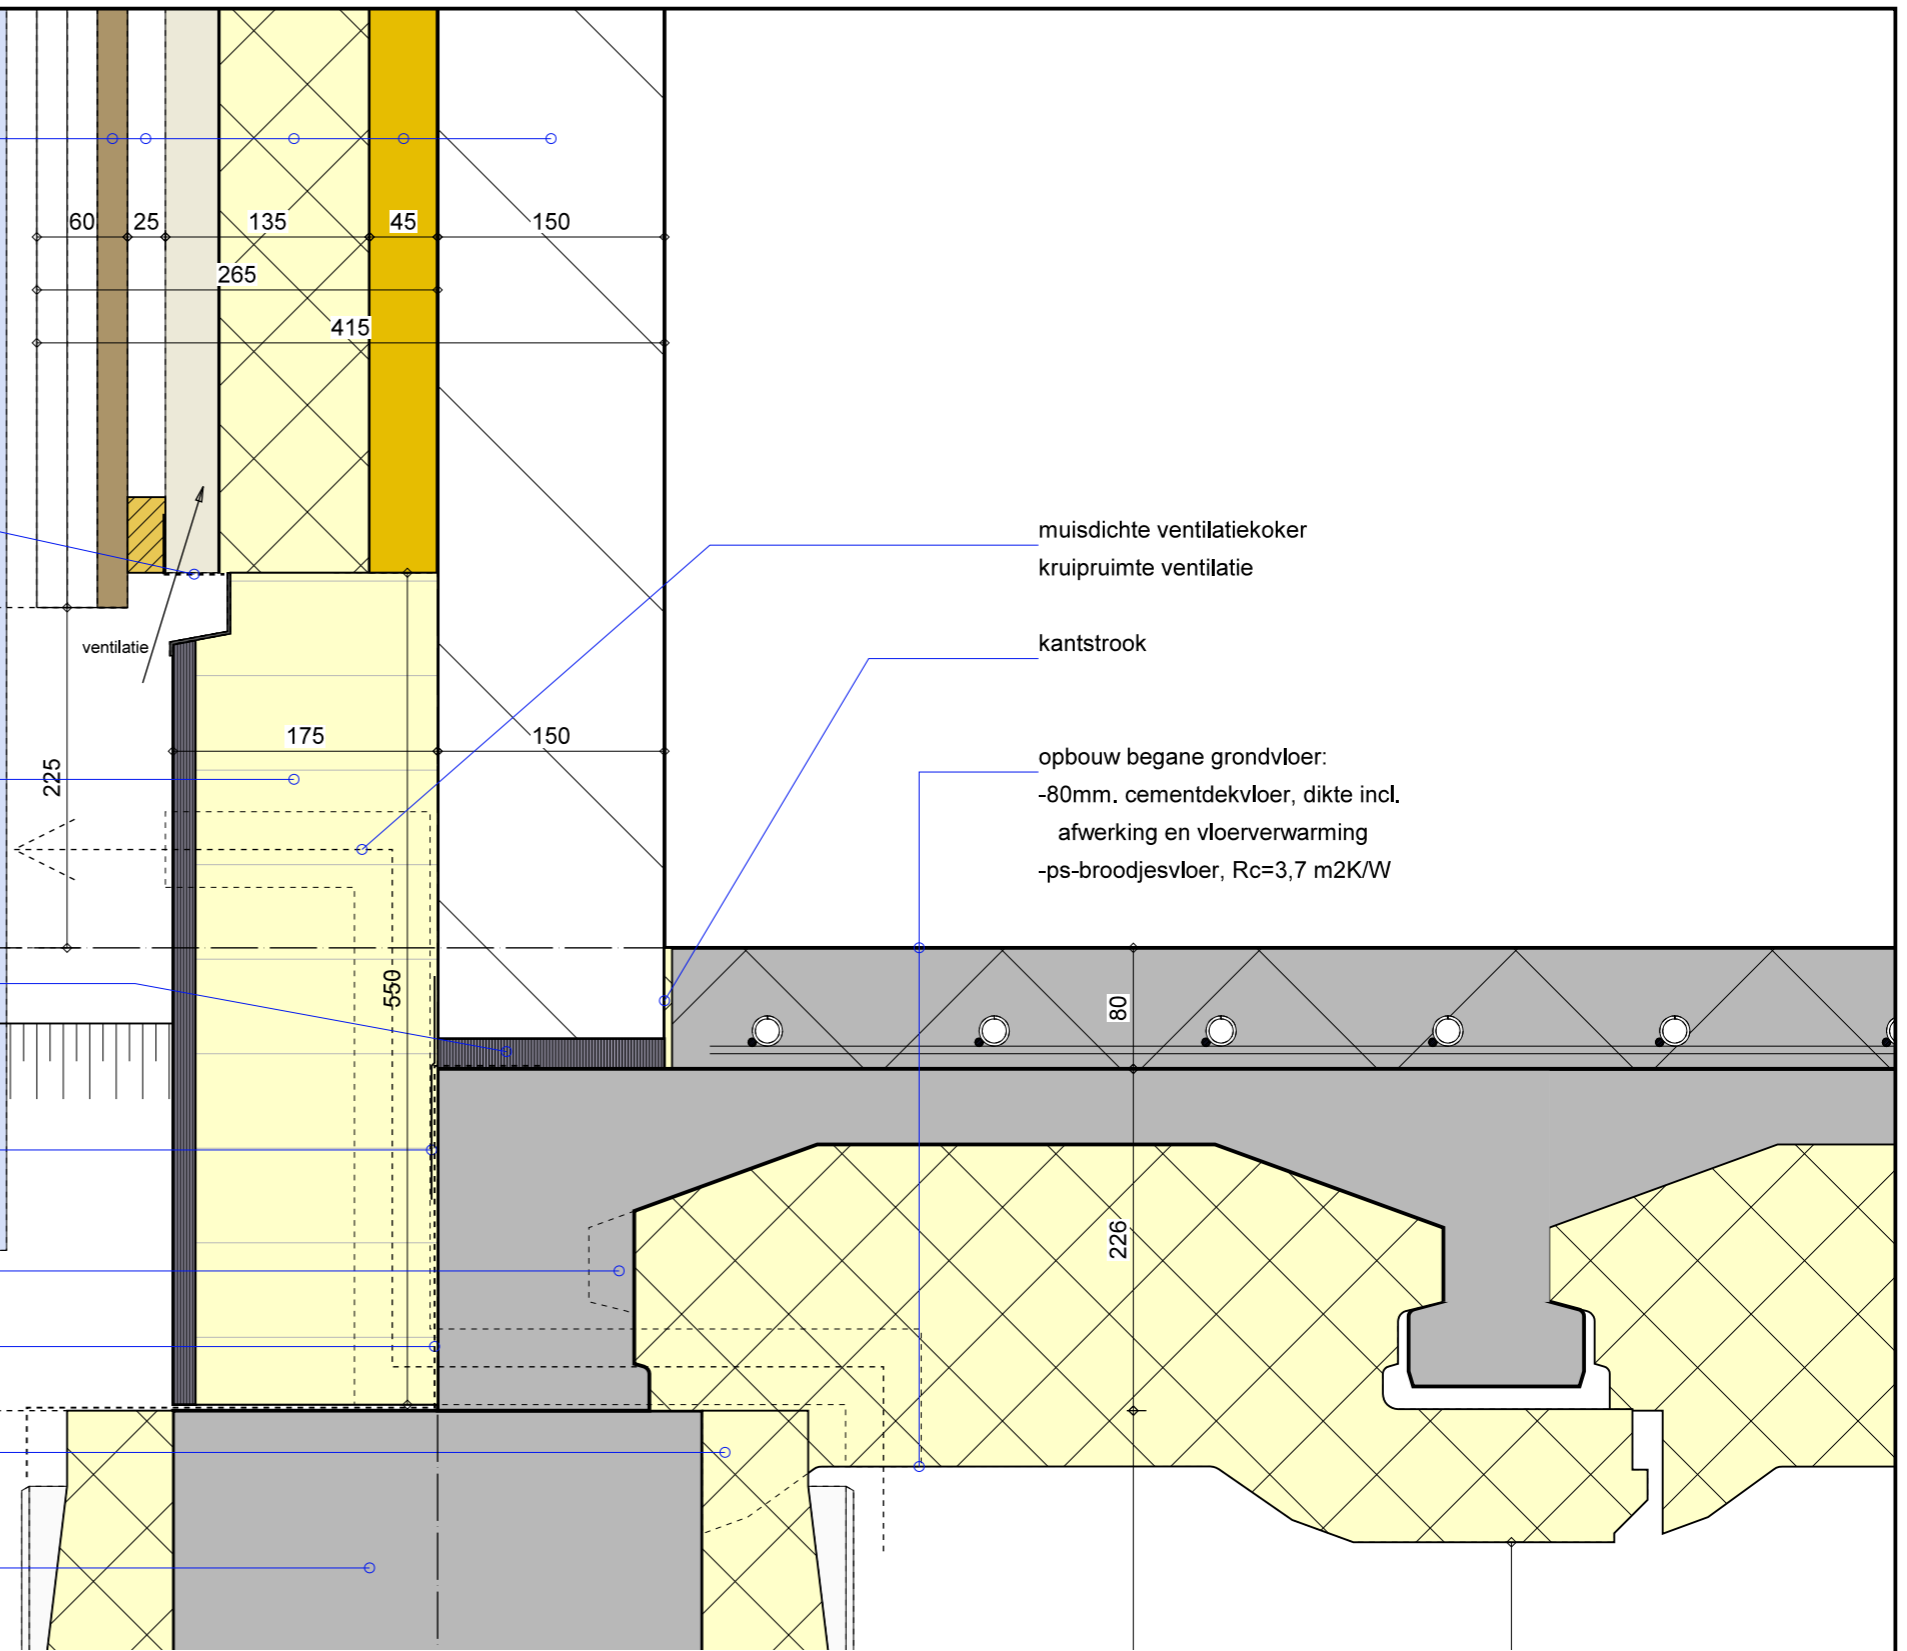 60 25 135 45 150
265
415
muisdichte ventilatiekoker
kruipruimte ventilatie
ventilatie
kantstrook
175 150
225
opbouw begane grondvloer:
-80mm. cementdekvloer, dikte incl.
afwerking en vloerverwarming
-ps-broodjesvloer, Rc=3,7 m2K/W
550
80
226